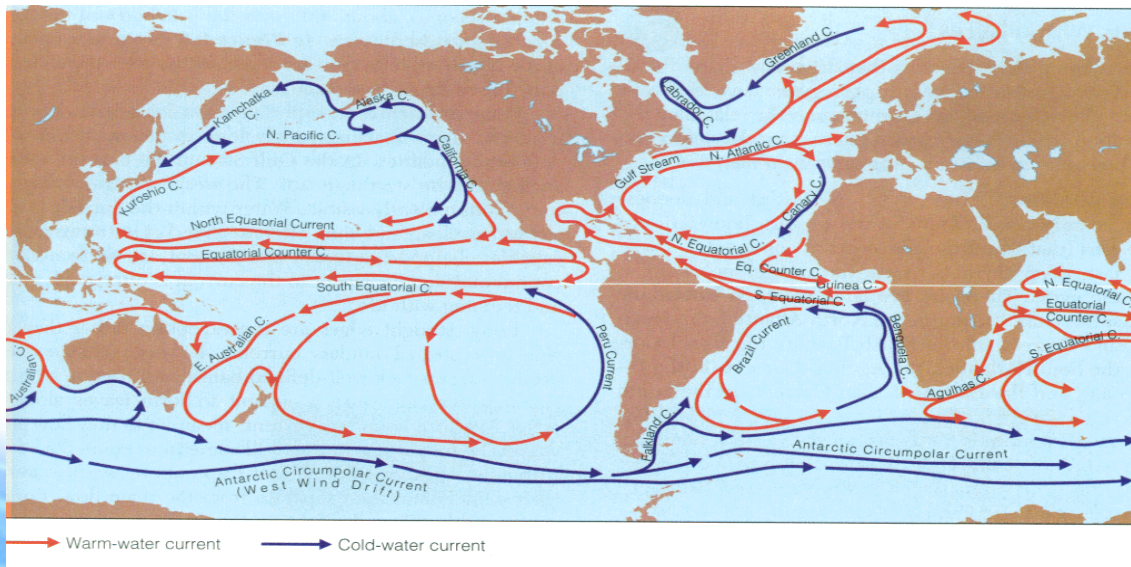 Greenland C.
Labrador C.
Alaska C.
Kamchatka
C.
N. Pacific C.
California C.
N. Atlantic C.
Gulf Stream
Kuroshio C.
Canary C.
North Equatorial Current
N. Equatorial C.
Equatorial Counter C.
Eq. Counter C.
Guinea C.
N. Equatorial C.
South Equatorial C.
S. Equatorial C.
Equatorial
Counter C.
E. Australian C.
Peru Current
Brazil Current
Benguela C.
S. Equatorial C.
Australian C.
Agulhas C.
Falkland C.
Antarctic Circumpolar Current
Antarctic Circumpolar Current
(West Wind Drift)
Warm-water current
Cold-water current